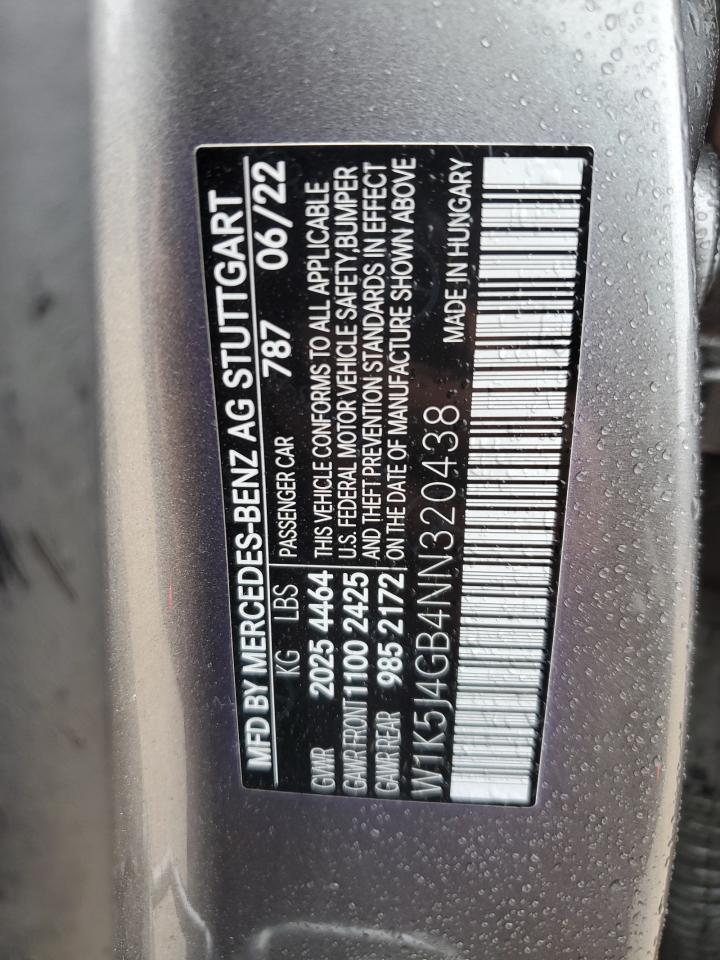 MFD BY MERCEDES-BENZ AG STUTTGART
KG LBS PASSENGER CAR 787 06/22
GVWR 2025 4464 THIS VEHICLE CONFORMS TO ALL APPLICABLE
GAWR FRONT 1100 2425 U.S. FEDERAL MOTOR VEHICLE SAFETY,BUMPER
GAWR REAR 985 2172 AND THEFT PREVENTION STANDARDS IN EFFECT
ON THE DATE OF MANUFACTURE SHOWN ABOVE
W1K5J4GB4NN320438 MADE IN HUNGARY